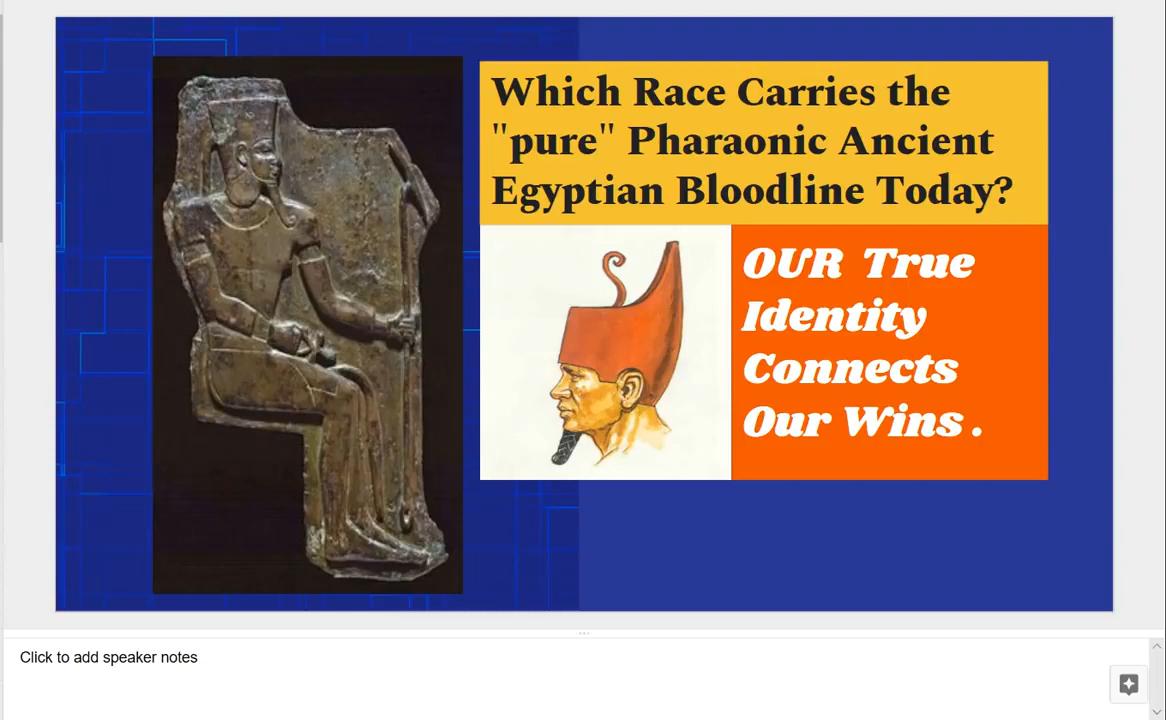 Which Race Carries the
"pure" Pharaonic Ancient
Egyptian Bloodline Today?
OUR True
Identity
Connects
Our Wins .
Click to add speaker notes